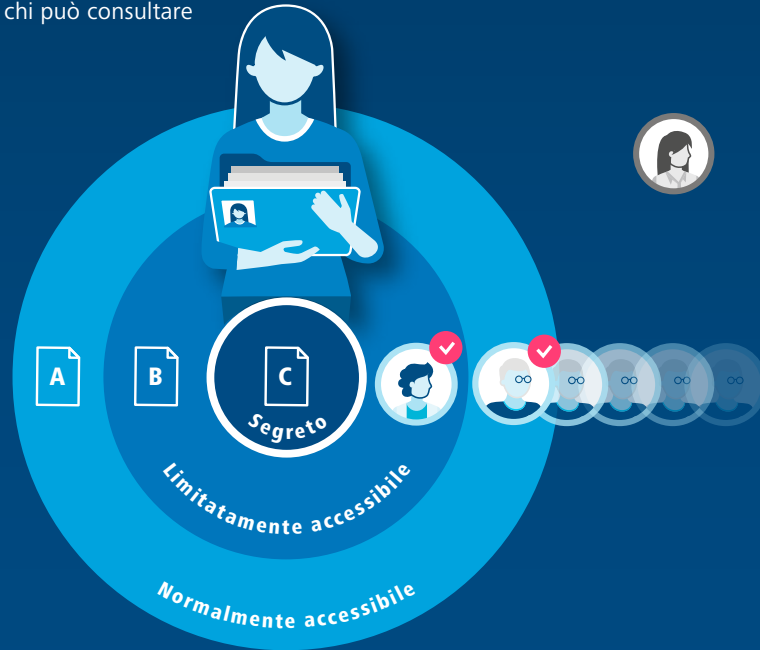 chi può consultare
A
B
C
Segreto
Limitatamente accessibile
Normalmente accessibile